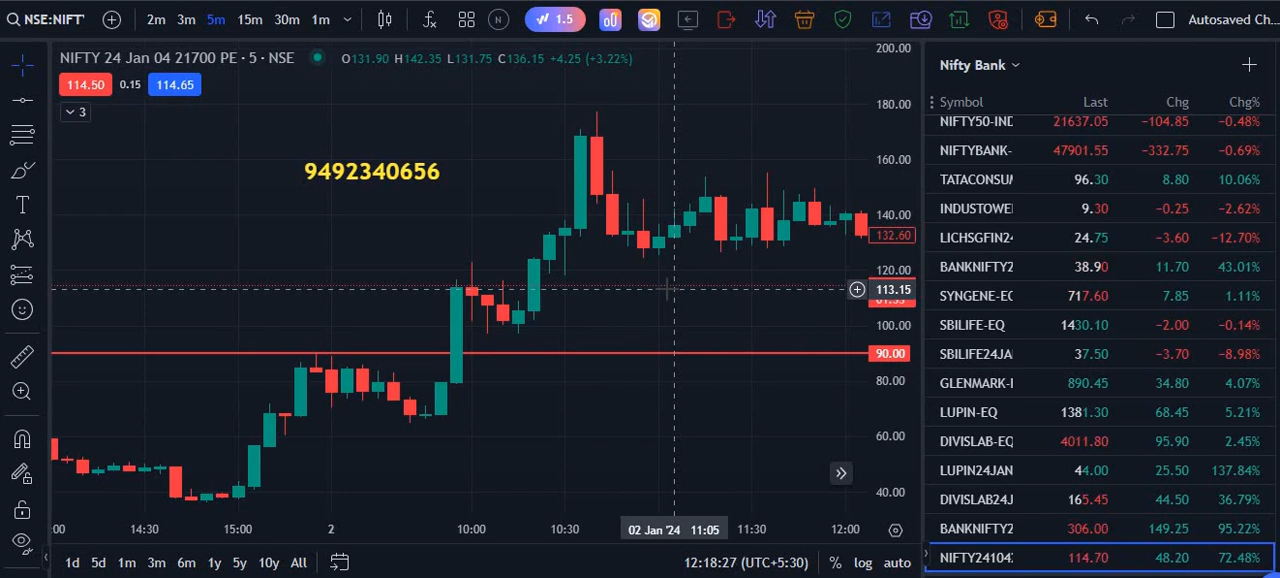 NSE:NIFT 2m 3m 5m 15m 30m 1m N 1.5 Autosaved Ch...
NIFTY 24 Jan 04 21700 PE · 5 · NSE O131.90 H142.35 L131.75 C136.15 +4.25 (+3.22%)
114.50 0.15 114.65
3
9492340656
200.00
180.00
160.00
140.00
132.60
120.00
113.15
100.00
90.00
80.00
60.00
40.00
:00 14:30 15:00 2 10:00 10:30 02 Jan '24 11:05 11:30 12:00
1d 5d 1m 3m 6m 1y 5y 10y All 12:18:27 (UTC+5:30) % log auto
Nifty Bank
Symbol Last Chg Chg%
NIFTY50-IND 21637.05 −104.85 −0.48%
NIFTYBANK- 47901.55 −332.75 −0.69%
TATACONSUM 96.30 8.80 10.06%
INDUSTOWE 9.30 −0.25 −2.62%
LICHSGFIN24 24.75 −3.60 −12.70%
BANKNIFTY2 38.90 11.70 43.01%
SYNGENE-EQ 717.60 7.85 1.11%
SBILIFE-EQ 1430.10 −2.00 −0.14%
SBILIFE24JA 37.50 −3.70 −8.98%
GLENMARK-E 890.45 34.80 4.07%
LUPIN-EQ 1381.30 68.45 5.21%
DIVISLAB-EQ 4011.80 95.90 2.45%
LUPIN24JAN 44.00 25.50 137.84%
DIVISLAB24J 165.45 44.50 36.79%
BANKNIFTY2 306.00 149.25 95.22%
NIFTY24104 114.70 48.20 72.48%